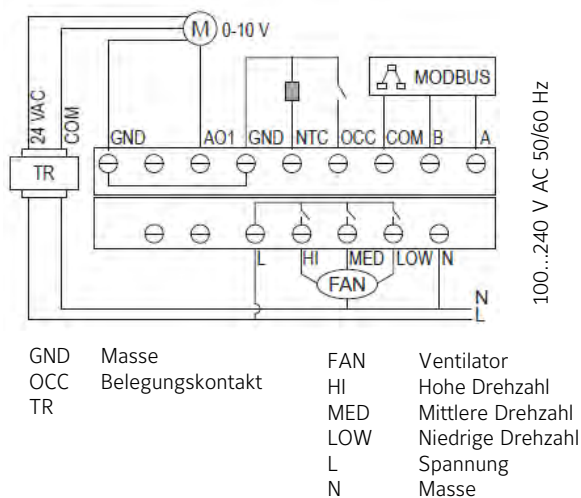 M 0-10 V
MODBUS
24 VAC
COM
GND AO1 GND NTC OCC COM B A
TR
100...240 V AC 50/60 Hz
L HI MED LOW N
FAN
N
L
GND Masse
OCC Belegungskontakt
TR
FAN Ventilator
HI Hohe Drehzahl
MED Mittlere Drehzahl
LOW Niedrige Drehzahl
L Spannung
N Masse